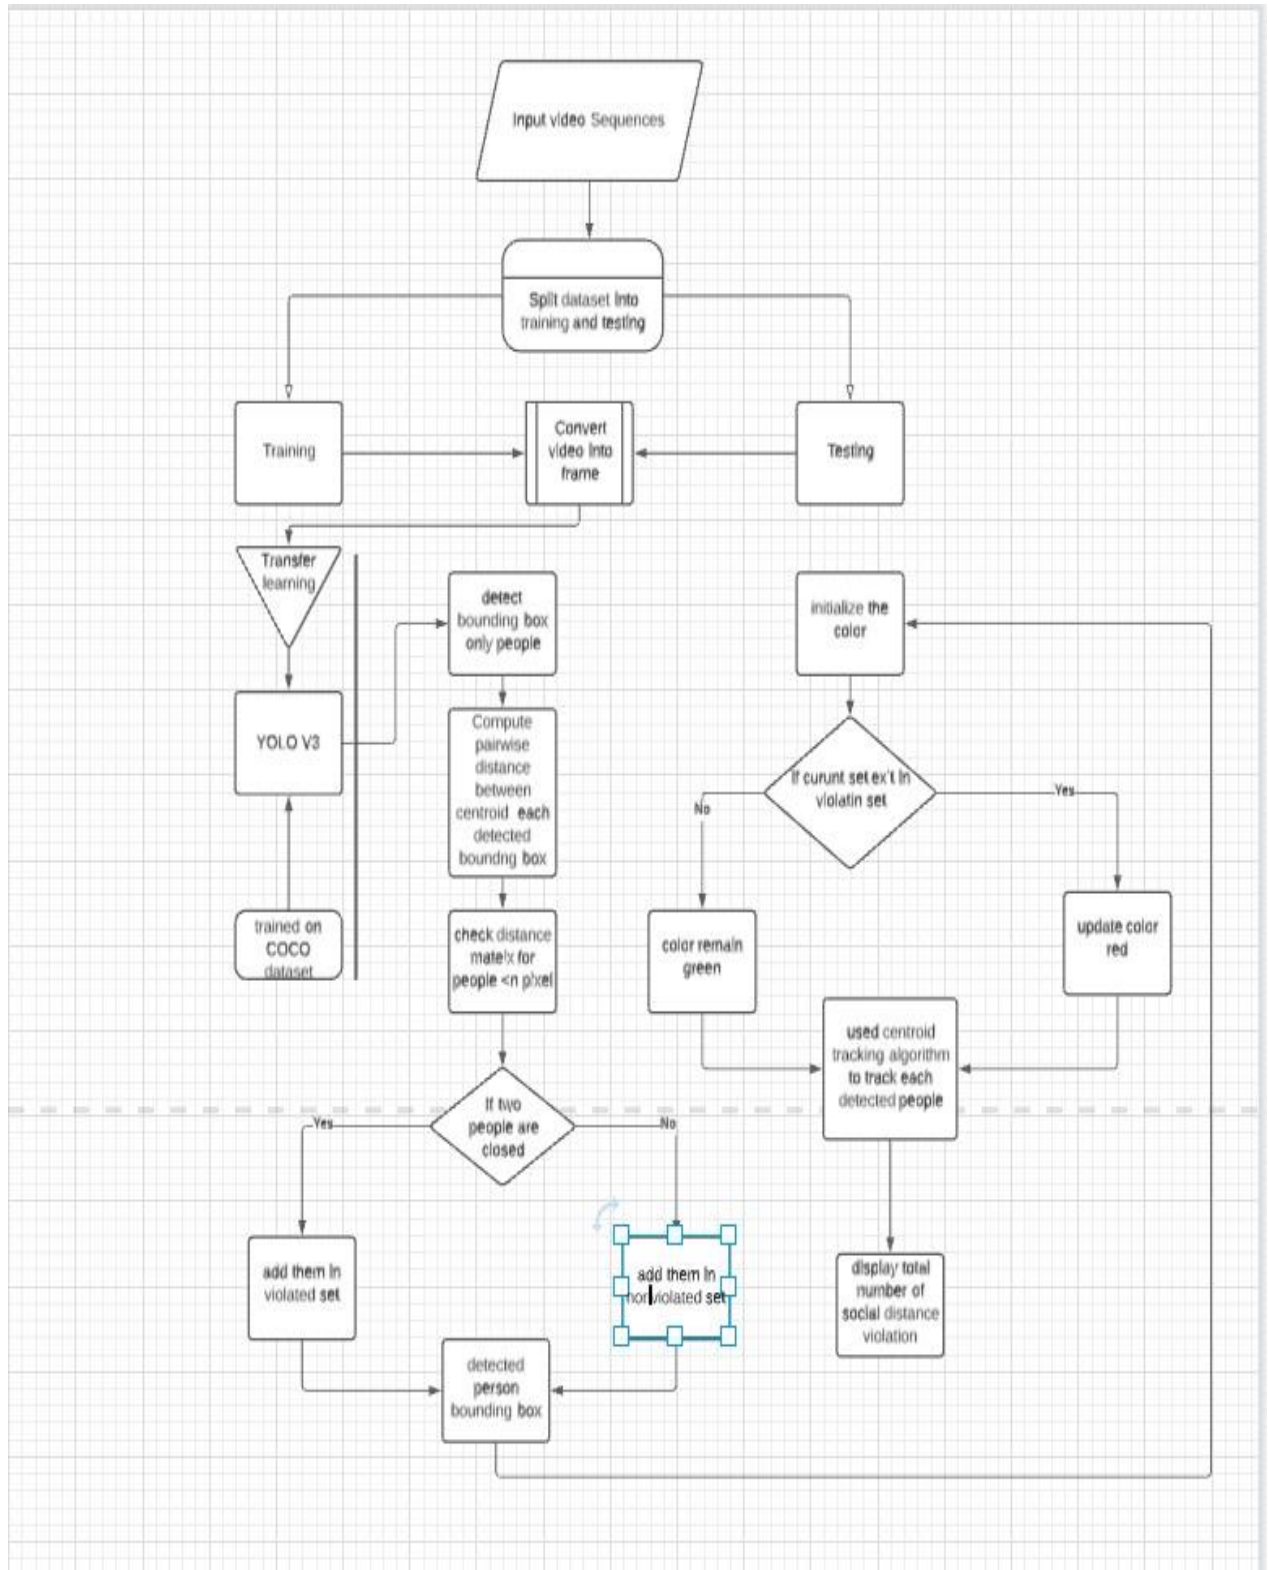 Input video Sequences
Split dataset into
training and testing
Training
Convert
video into
frame
Testing
Transfer
learning
detect
bounding box
only people
initialize the
color
YOLO V3
Compute
pairwise
distance
between
centroid each
detected
boundng box
If curunt set ex't in
violatin set
No
Yes
trained on
COCO
dataset
check distance
mateix for
people <n pixel
color remain
green
update color
red
used centroid
tracking algorithm
to track each
detected people
If two
people are
closed
Yes
No
add them in
violated set
add them in
violated set
display total
number of
social distance
violation
detected
person
bounding box